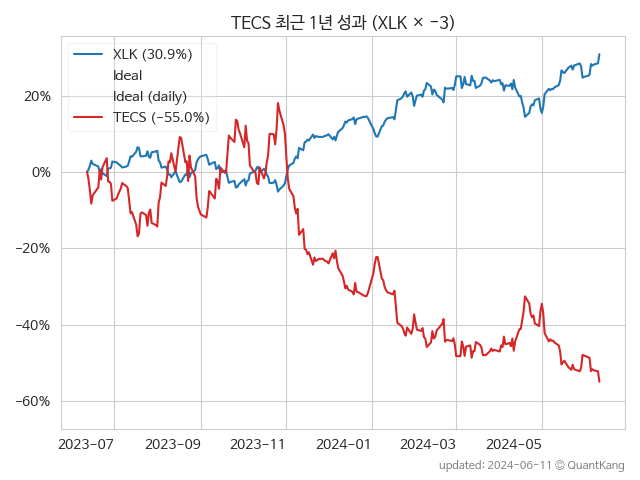 TECS 최근 1년 성과 (XLK × −3)
XLK (30.9%)
Ideal
Ideal (daily)
TECS (−55.0%)
20%
0%
−20%
−40%
−60%
2023−07 2023−09 2023−11 2024−01 2024−03 2024−05
updated: 2024−06−11 © QuantKang